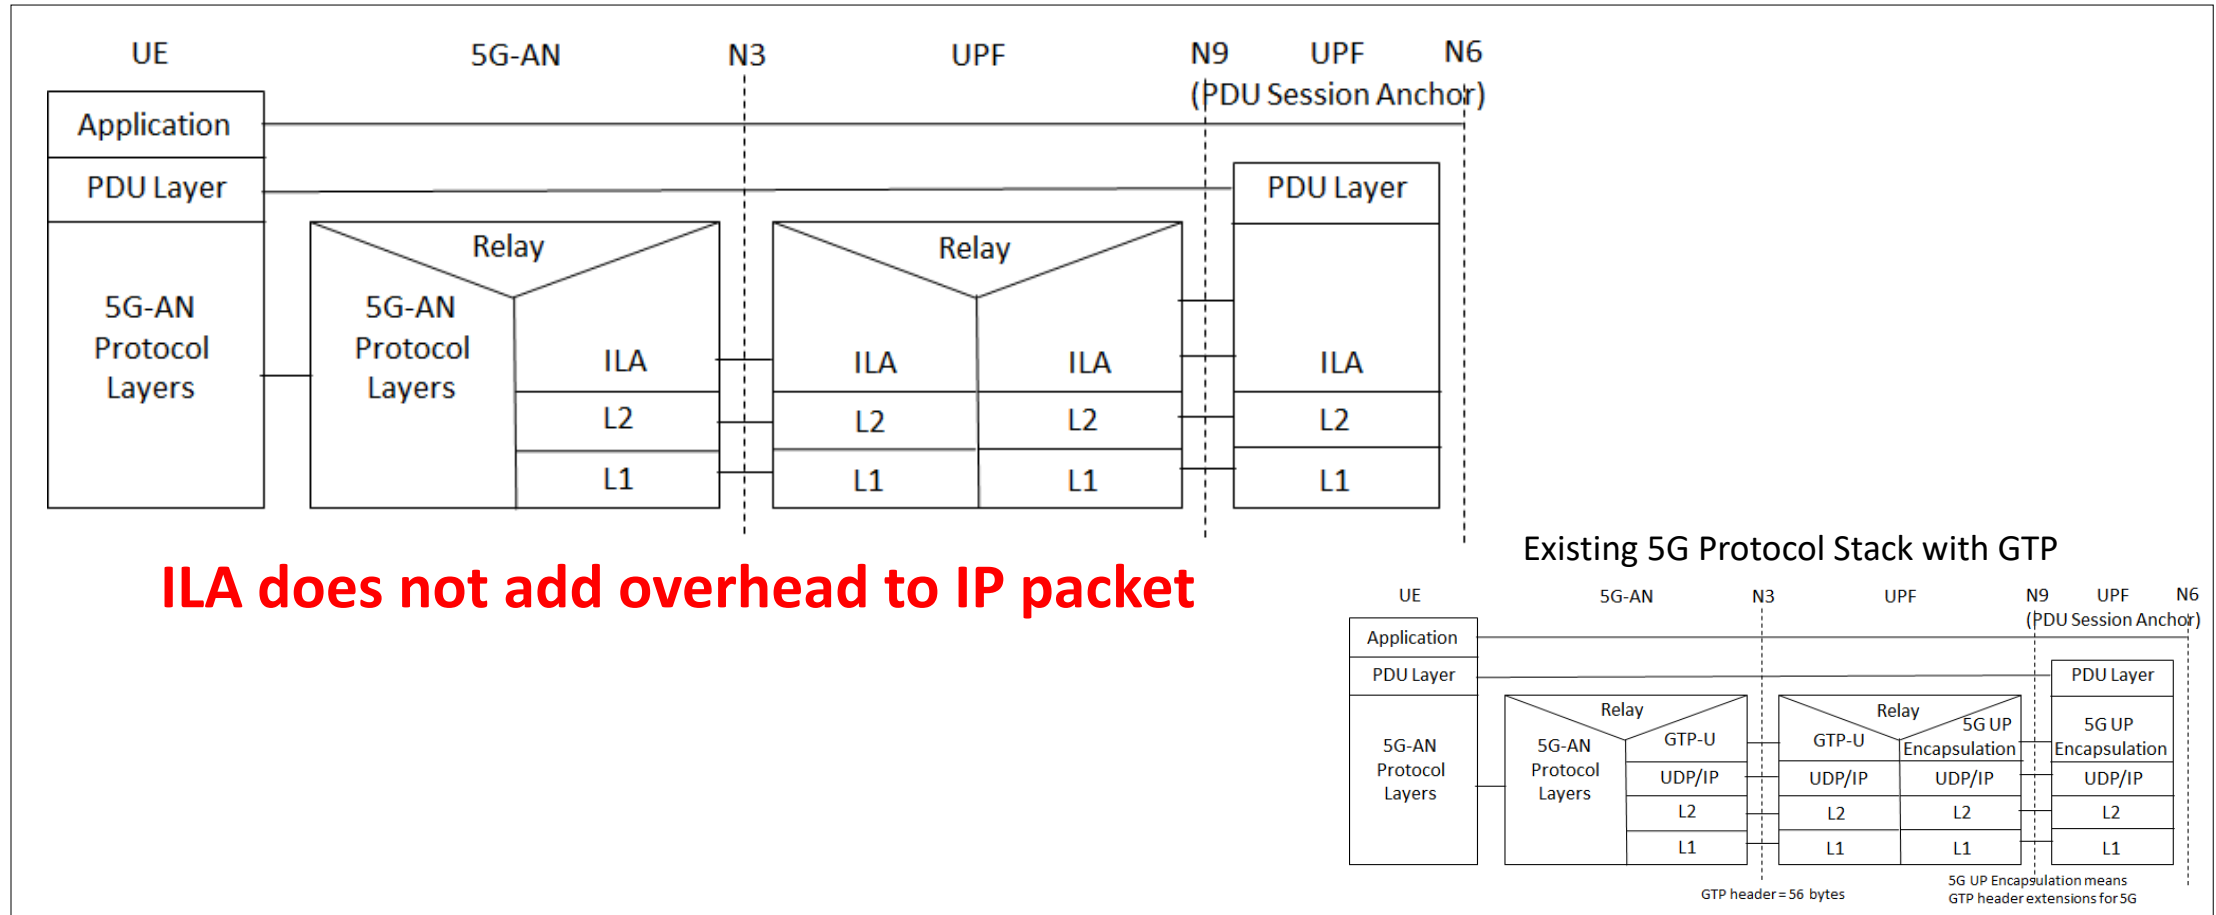 UE 5G-AN N3 UPF N9 UPF N6
(PDU Session Anchor)
Application
PDU Layer PDU Layer
Relay Relay
5G-AN
Protocol
Layers
5G-AN
Protocol
Layers
ILA ILA ILA ILA
L2 L2 L2 L2
L1 L1 L1 L1
ILA does not add overhead to IP packet
Existing 5G Protocol Stack with GTP
UE 5G-AN N3 UPF N9 UPF N6
(PDU Session Anchor)
Application
PDU Layer PDU Layer
Relay Relay
5G-AN
Protocol
Layers
5G-AN
Protocol
Layers
GTP-U GTP-U
5G UP
Encapsulation
5G UP
Encapsulation
UDP/IP UDP/IP UDP/IP UDP/IP
L2 L2 L2 L2
L1 L1 L1 L1
GTP header = 56 bytes
5G UP Encapsulation means
GTP header extensions for 5G